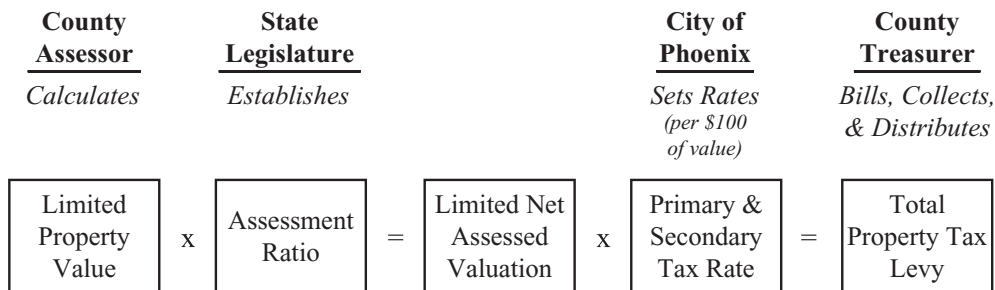 County
Assessor
Calculates
State
Legislature
Establishes
City of
Phoenix
Sets Rates
(per $100
of value)
County
Treasurer
Bills, Collects,
& Distributes
Limited
Property
Value
x
Assessment
Ratio
=
Limited Net
Assessed
Valuation
x
Primary &
Secondary
Tax Rate
=
Total
Property Tax
Levy